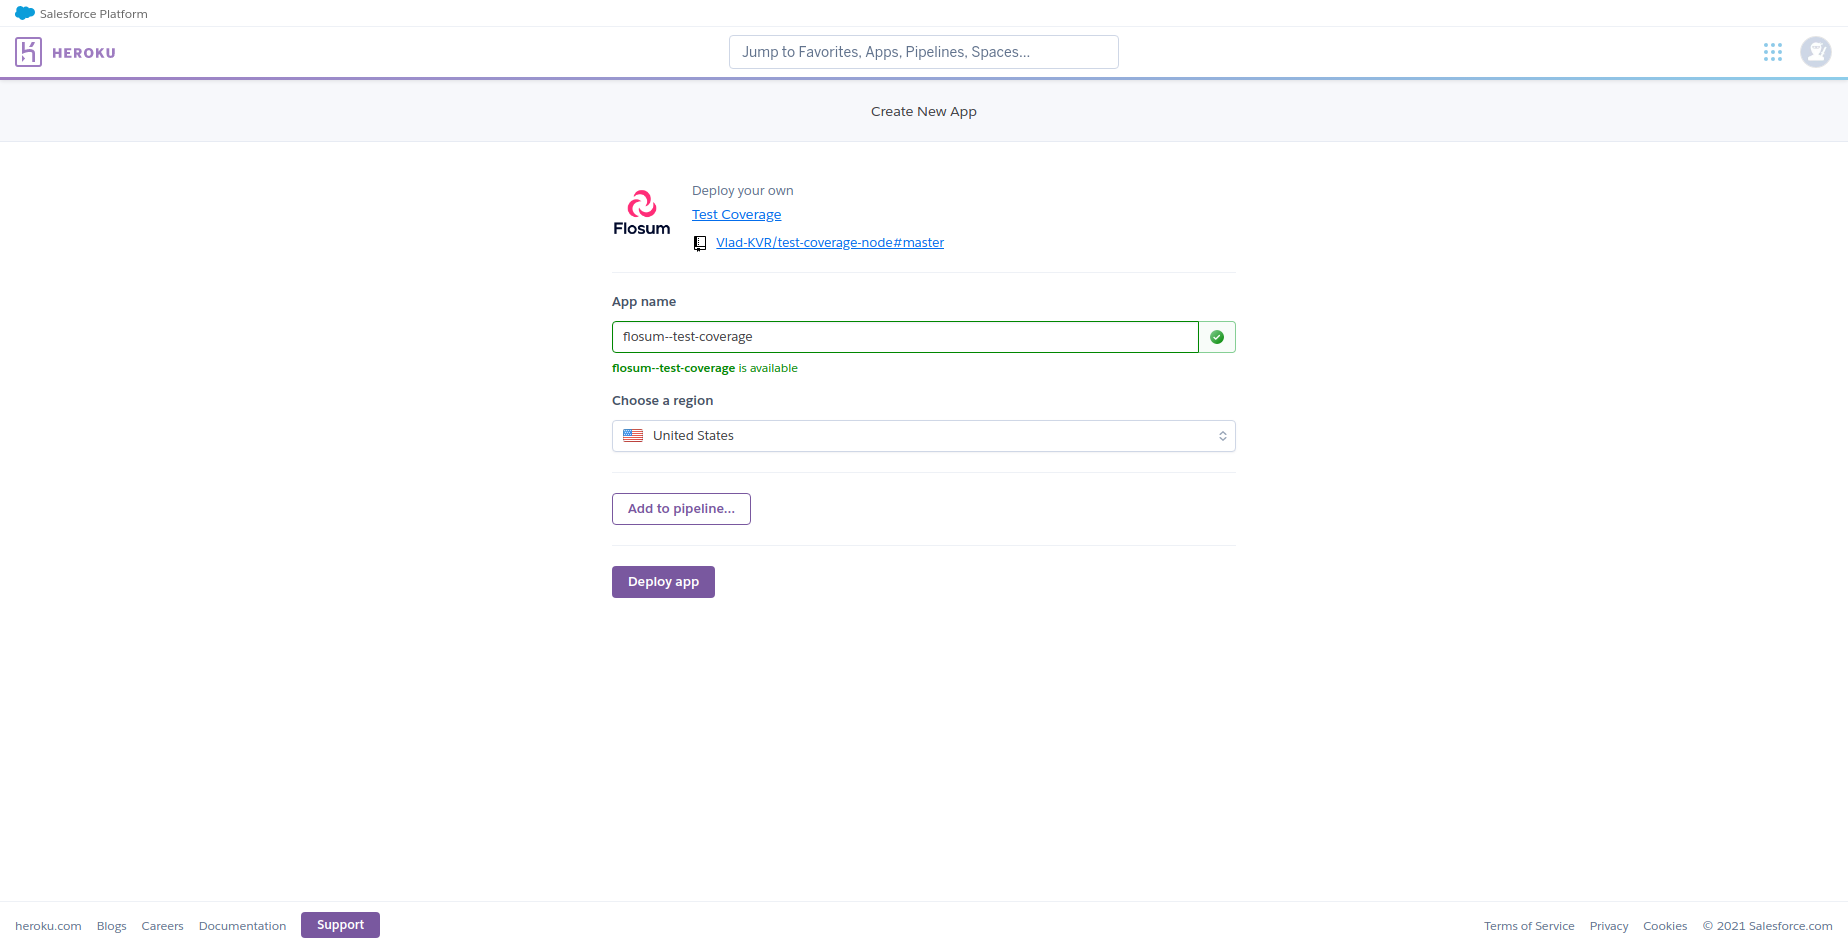 Salesforce Platform
HEROKU
Jump to Favorites, Apps, Pipelines, Spaces...
Create New App
Flosum
Deploy your own
Test Coverage
Vlad-KVR/test-coverage-node#master
App name
flosum--test-coverage
flosum--test-coverage is available
Choose a region
United States
Add to pipeline...
Deploy app
heroku.com Blogs Careers Documentation Support
Terms of Service Privacy Cookies © 2021 Salesforce.com